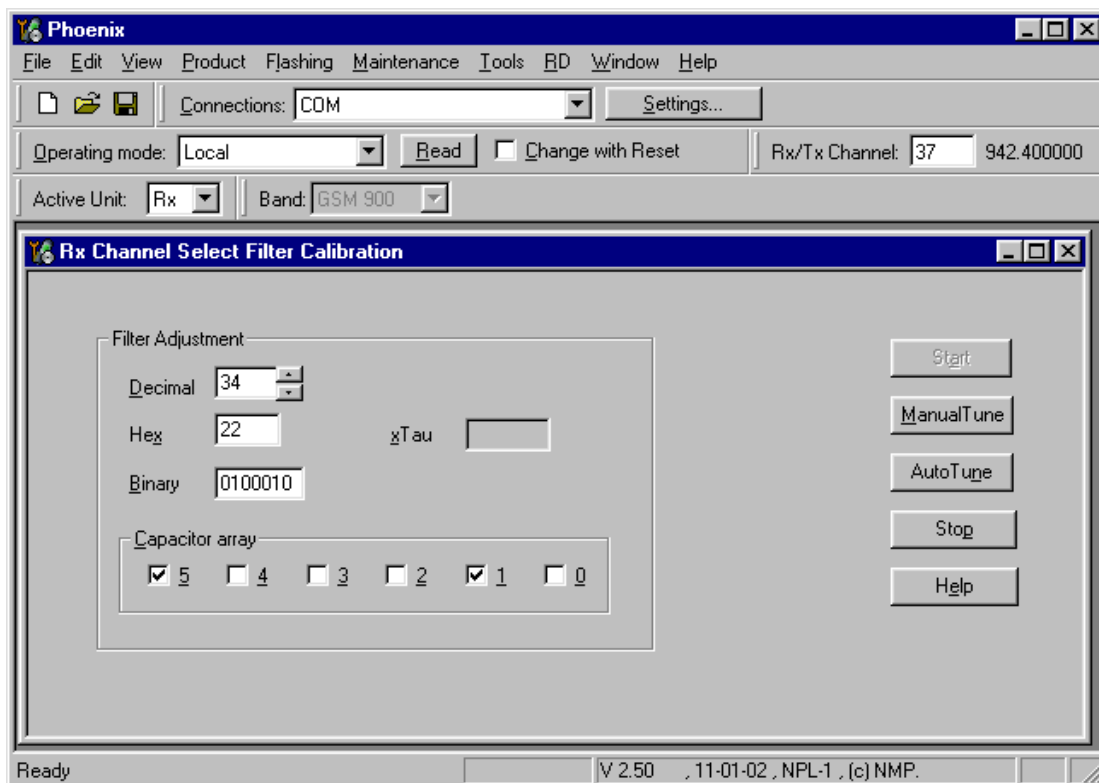 Phoenix
File Edit View Product Flashing Maintenance Tools RD Window Help
Connections: COM Settings...
Operating mode: Local Read Change with Reset Rx/Tx Channel: 37 942.400000
Active Unit: Rx Band: GSM 900
Rx Channel Select Filter Calibration
Filter Adjustment
Start
Decimal 34
ManualTune
Hex 22 xTau
AutoTune
Binary 0100010
Stop
Capacitor array
5 4 3 2 1 0
Help
Ready V 2.50 , 11-01-02 , NPL-1 , (c) NMP.